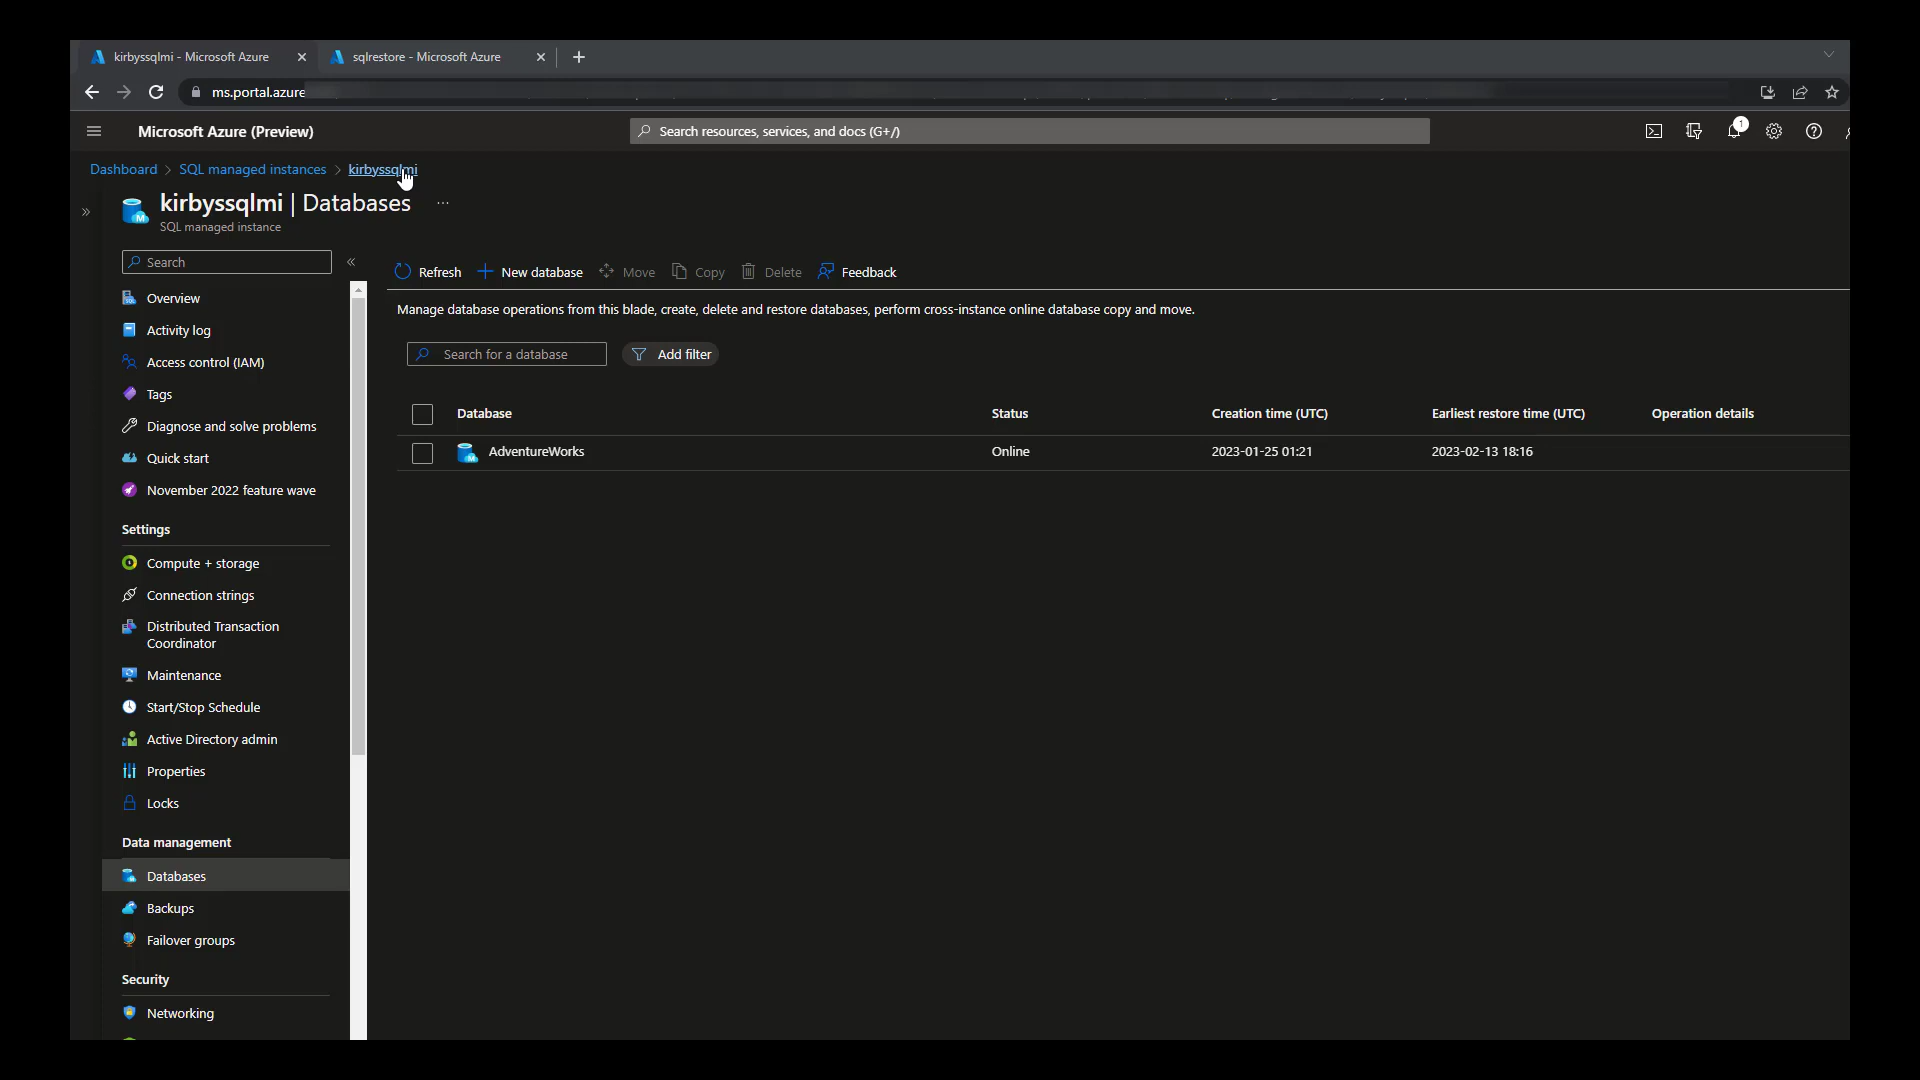 kirbyssqlmi - Microsoft Azure
sqlrestore - Microsoft Azure
ms.portal.azure
Microsoft Azure (Preview)
Search resources, services, and docs (G+/)
1
Dashboard > SQL managed instances > kirbyssqlmi
kirbyssqlmi | Databases ...
SQL managed instance
Search
Refresh
New database
Move
Copy
Delete
Feedback
Manage database operations from this blade, create, delete and restore databases, perform cross-instance online database copy and move.
Search for a database
Add filter
Database Status Creation time (UTC) Earliest restore time (UTC) Operation details
AdventureWorks Online 2023-01-25 01:21 2023-02-13 18:16
Overview
Activity log
Access control (IAM)
Tags
Diagnose and solve problems
Quick start
November 2022 feature wave
Settings
Compute + storage
Connection strings
Distributed Transaction
Coordinator
Maintenance
Start/Stop Schedule
Active Directory admin
Properties
Locks
Data management
Databases
Backups
Failover groups
Security
Networking